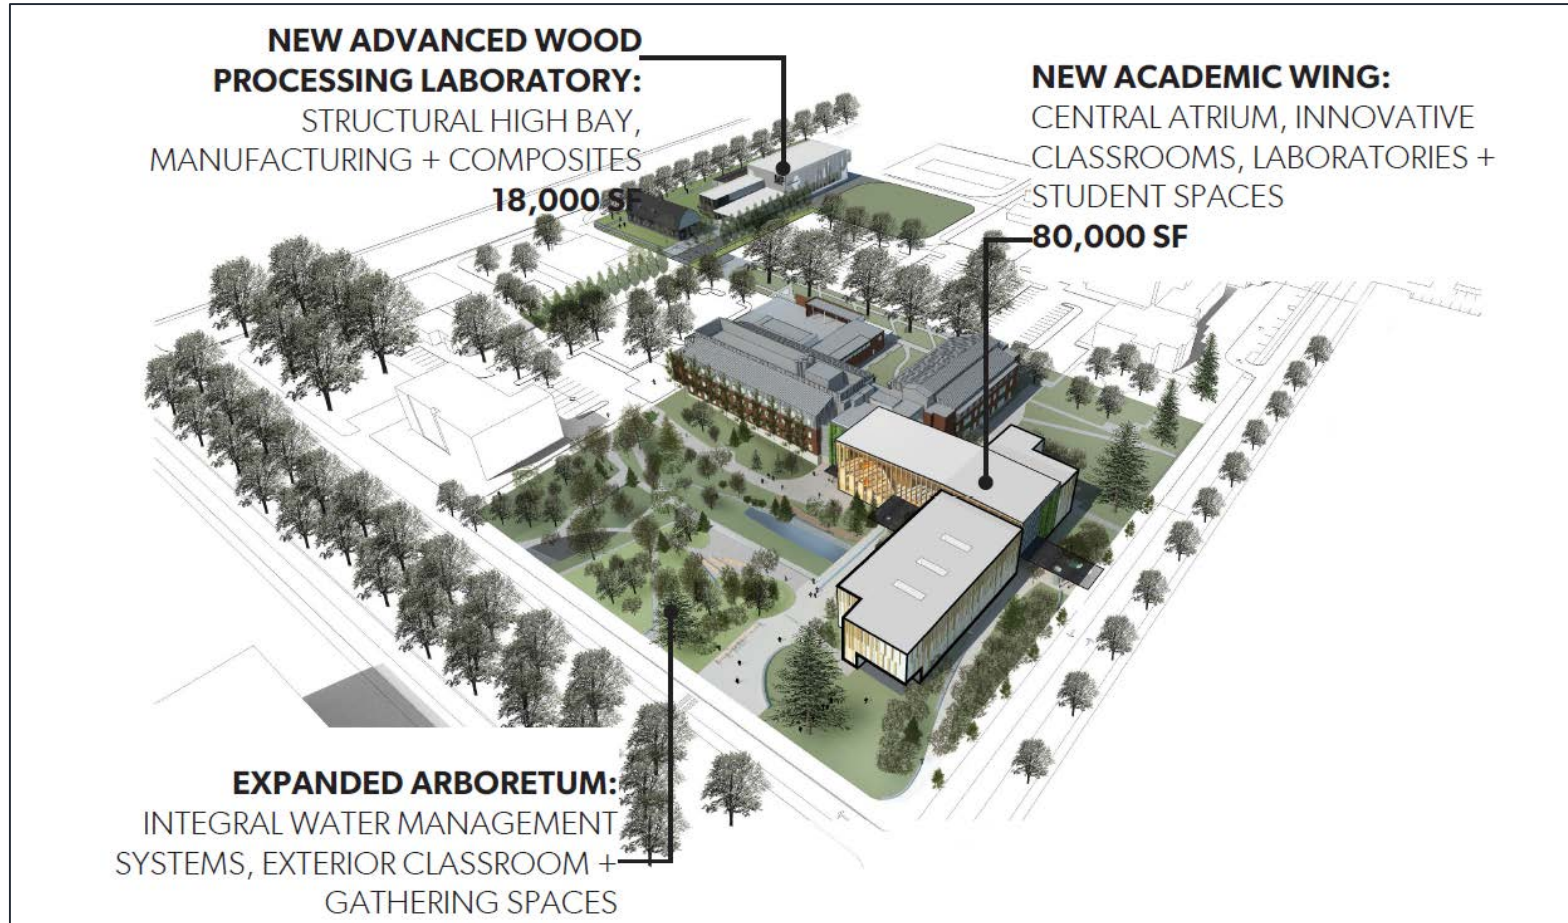 NEW ADVANCED WOOD
PROCESSING LABORATORY:
STRUCTURAL HIGH BAY,
MANUFACTURING + COMPOSITES
18,000 SF
NEW ACADEMIC WING:
CENTRAL ATRIUM, INNOVATIVE
CLASSROOMS, LABORATORIES +
STUDENT SPACES
80,000 SF
EXPANDED ARBORETUM:
INTEGRAL WATER MANAGEMENT
SYSTEMS, EXTERIOR CLASSROOM +
GATHERING SPACES